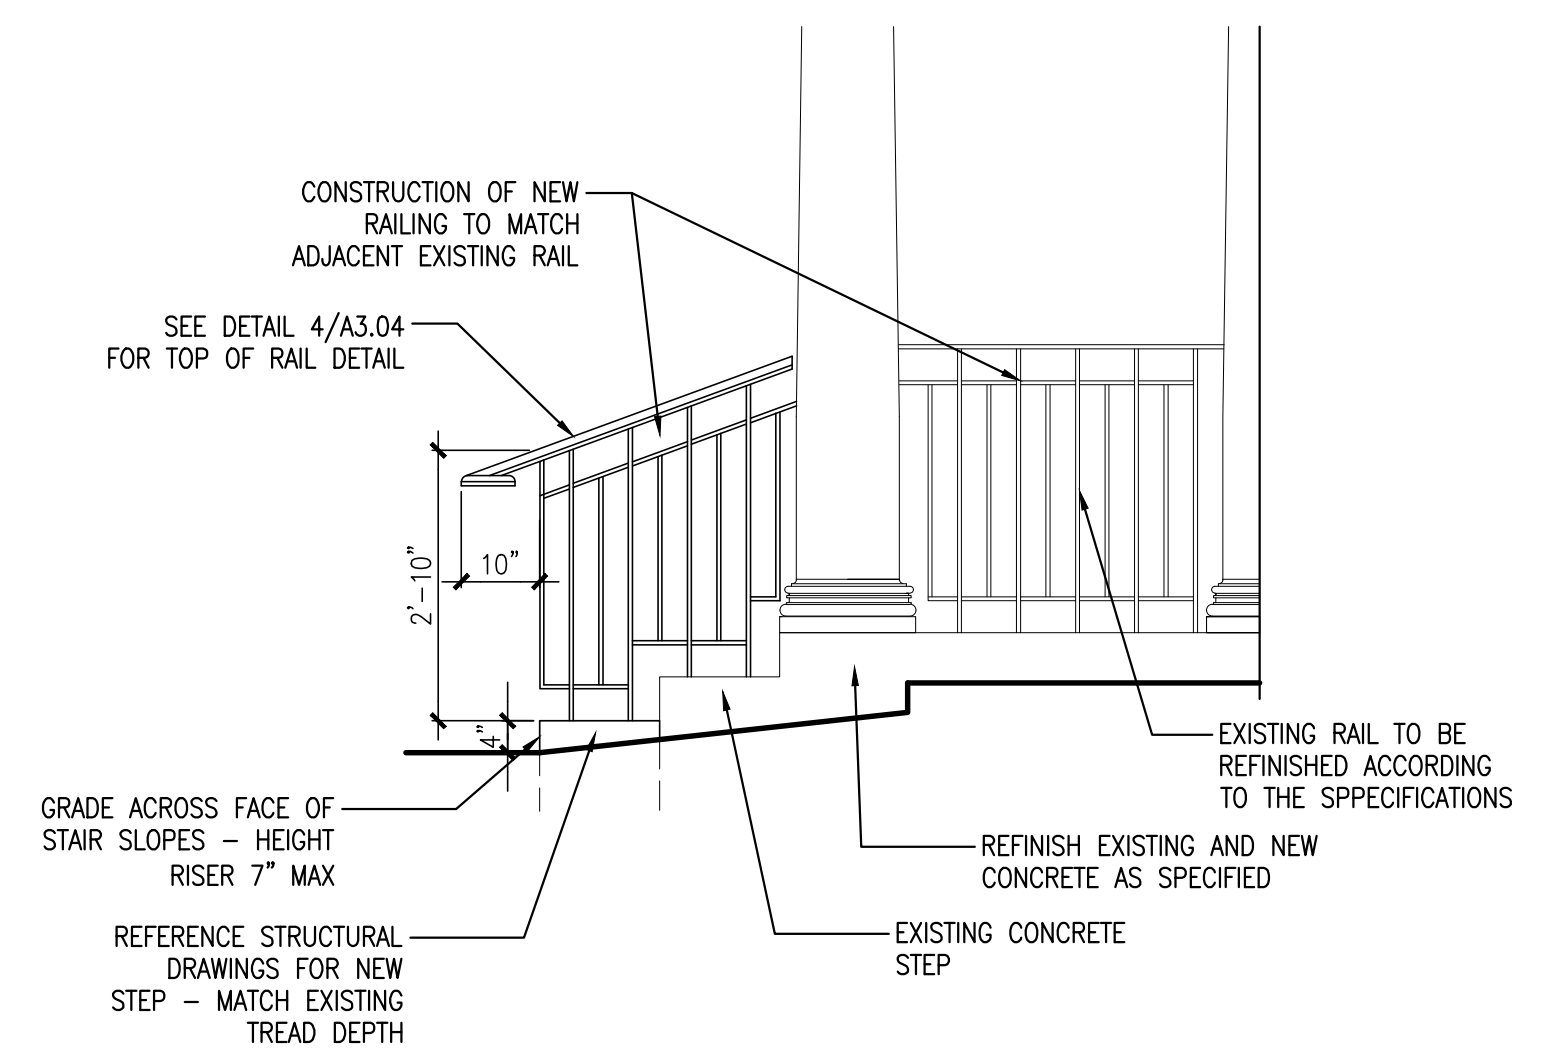 CONSTRUCTION OF NEW
RAILING TO MATCH
ADJACENT EXISTING RAIL
SEE DETAIL 4/A3.04
FOR TOP OF RAIL DETAIL
10"
2'-10"
4"
GRADE ACROSS FACE OF
STAIR SLOPES - HEIGHT
RISER 7" MAX
REFERENCE STRUCTURAL
DRAWINGS FOR NEW
STEP - MATCH EXISTING
TREAD DEPTH
EXISTING RAIL TO BE
REFINISHED ACCORDING
TO THE SPPECIFICATIONS
REFINISH EXISTING AND NEW
CONCRETE AS SPECIFIED
EXISTING CONCRETE
STEP